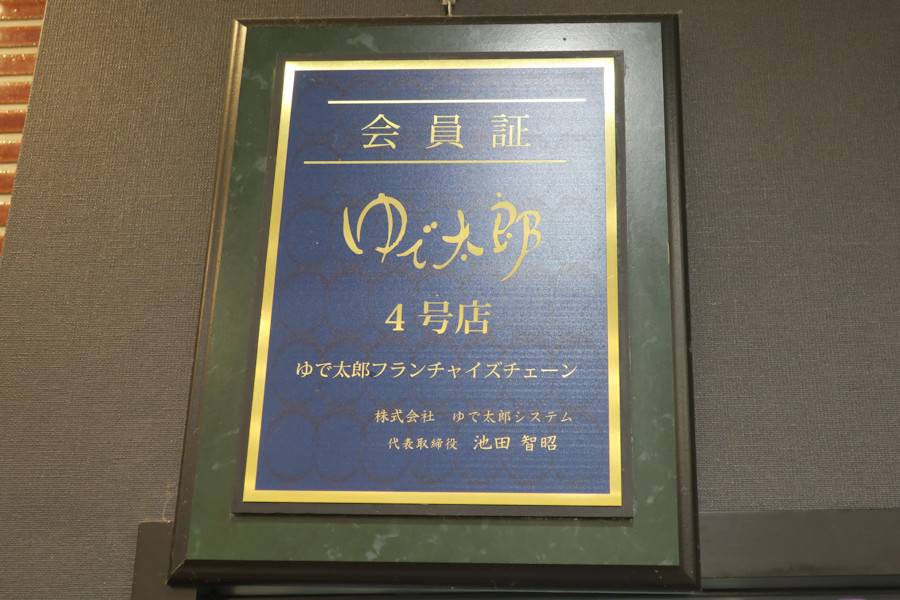 会員証
ゆで太郎
4号店
ゆで太郎フランチャイズチェーン
株式会社 ゆで太郎システム
代表取締役 池田 智昭